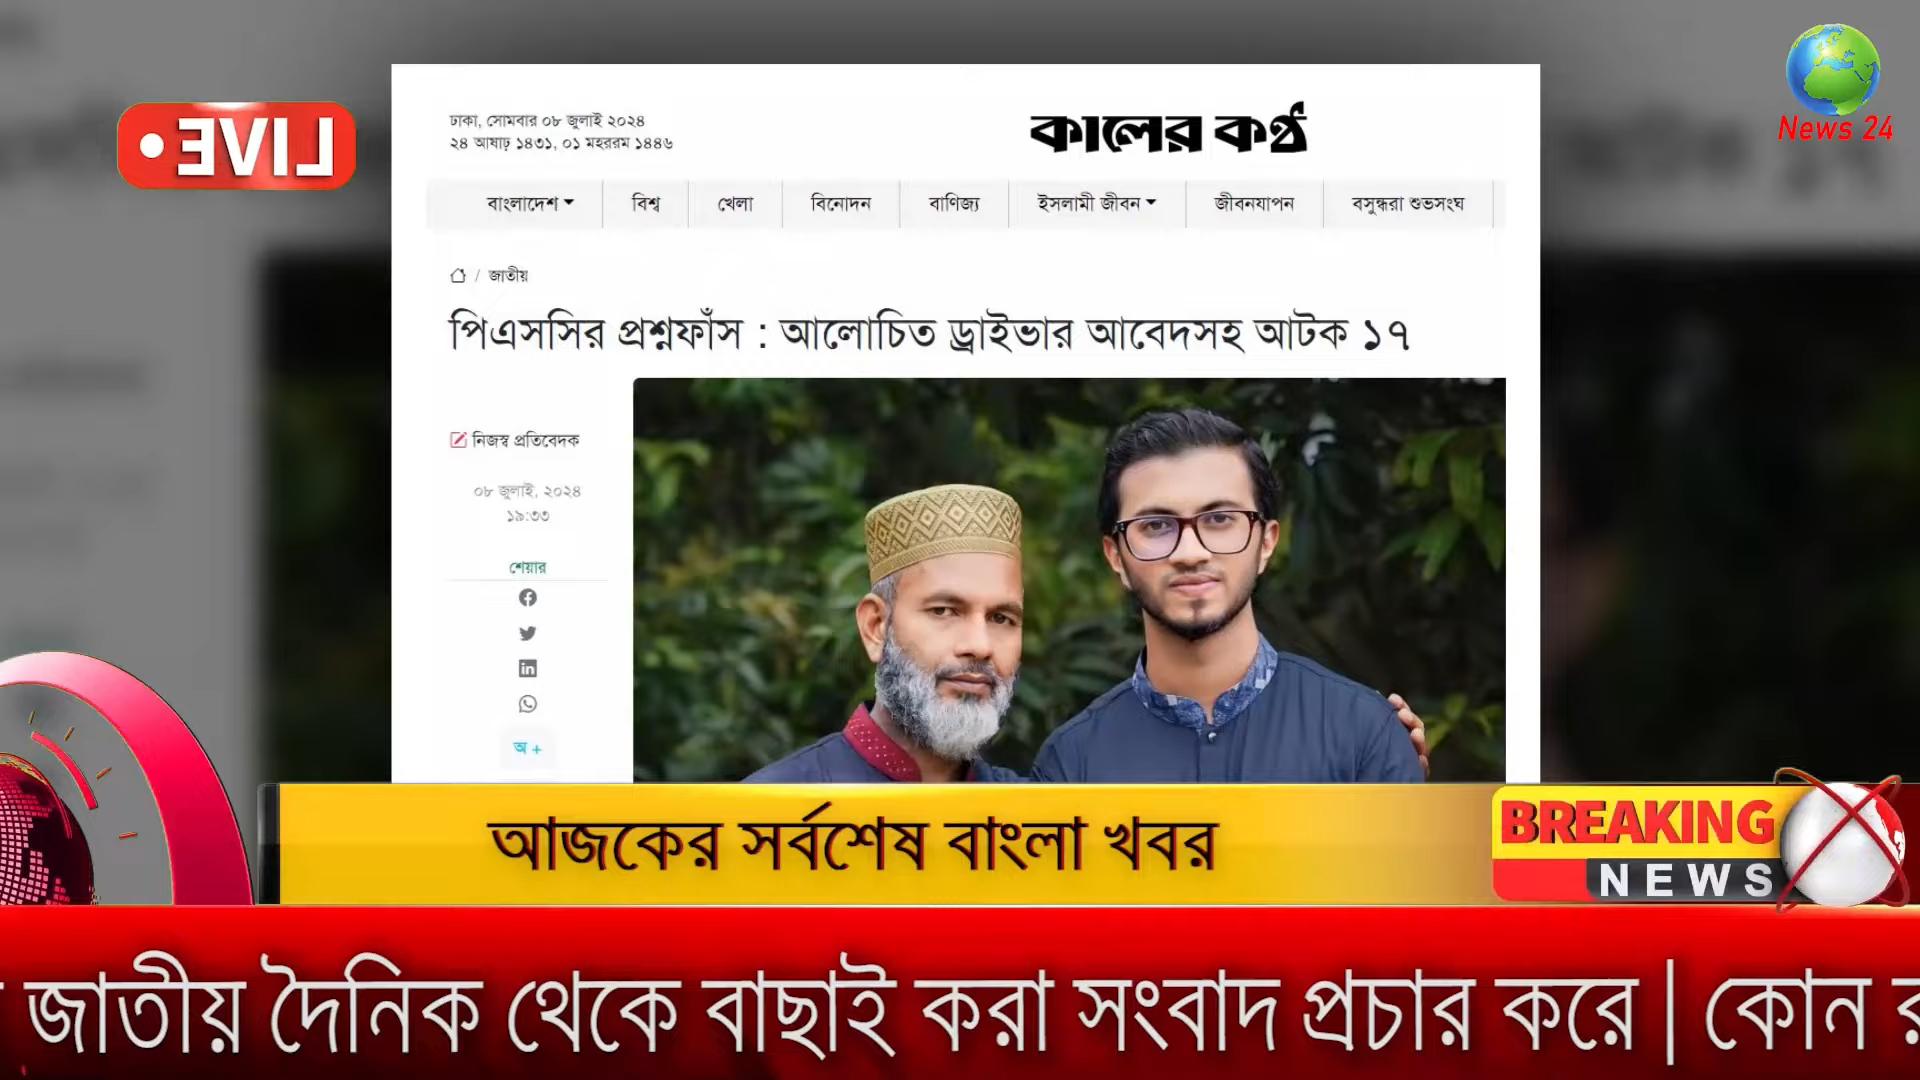 LIVE
News 24
ঢাকা, সোমবার ০৮ জুলাই ২০২৪
২৪ আষাঢ় ১৪৩১, ০১ মহররম ১৪৪৬
কালের কণ্ঠ
বাংলাদেশ
বিশ্ব
খেলা
বিনোদন
বাণিজ্য
ইসলামী জীবন
জীবনযাপন
বসুন্ধরা শুভসংঘ
/ জাতীয়
পিএসসির প্রশ্নফাঁস : আলোচিত ড্রাইভার আবেদসহ আটক ১৭
নিজস্ব প্রতিবেদক
০৮ জুলাই, ২০২৪
১৯:৩৩
শেয়ার
অ +
আজকের সর্বশেষ বাংলা খবর
BREAKING
NEWS
জাতীয় দৈনিক থেকে বাছাই করা সংবাদ প্রচার করে | কোন